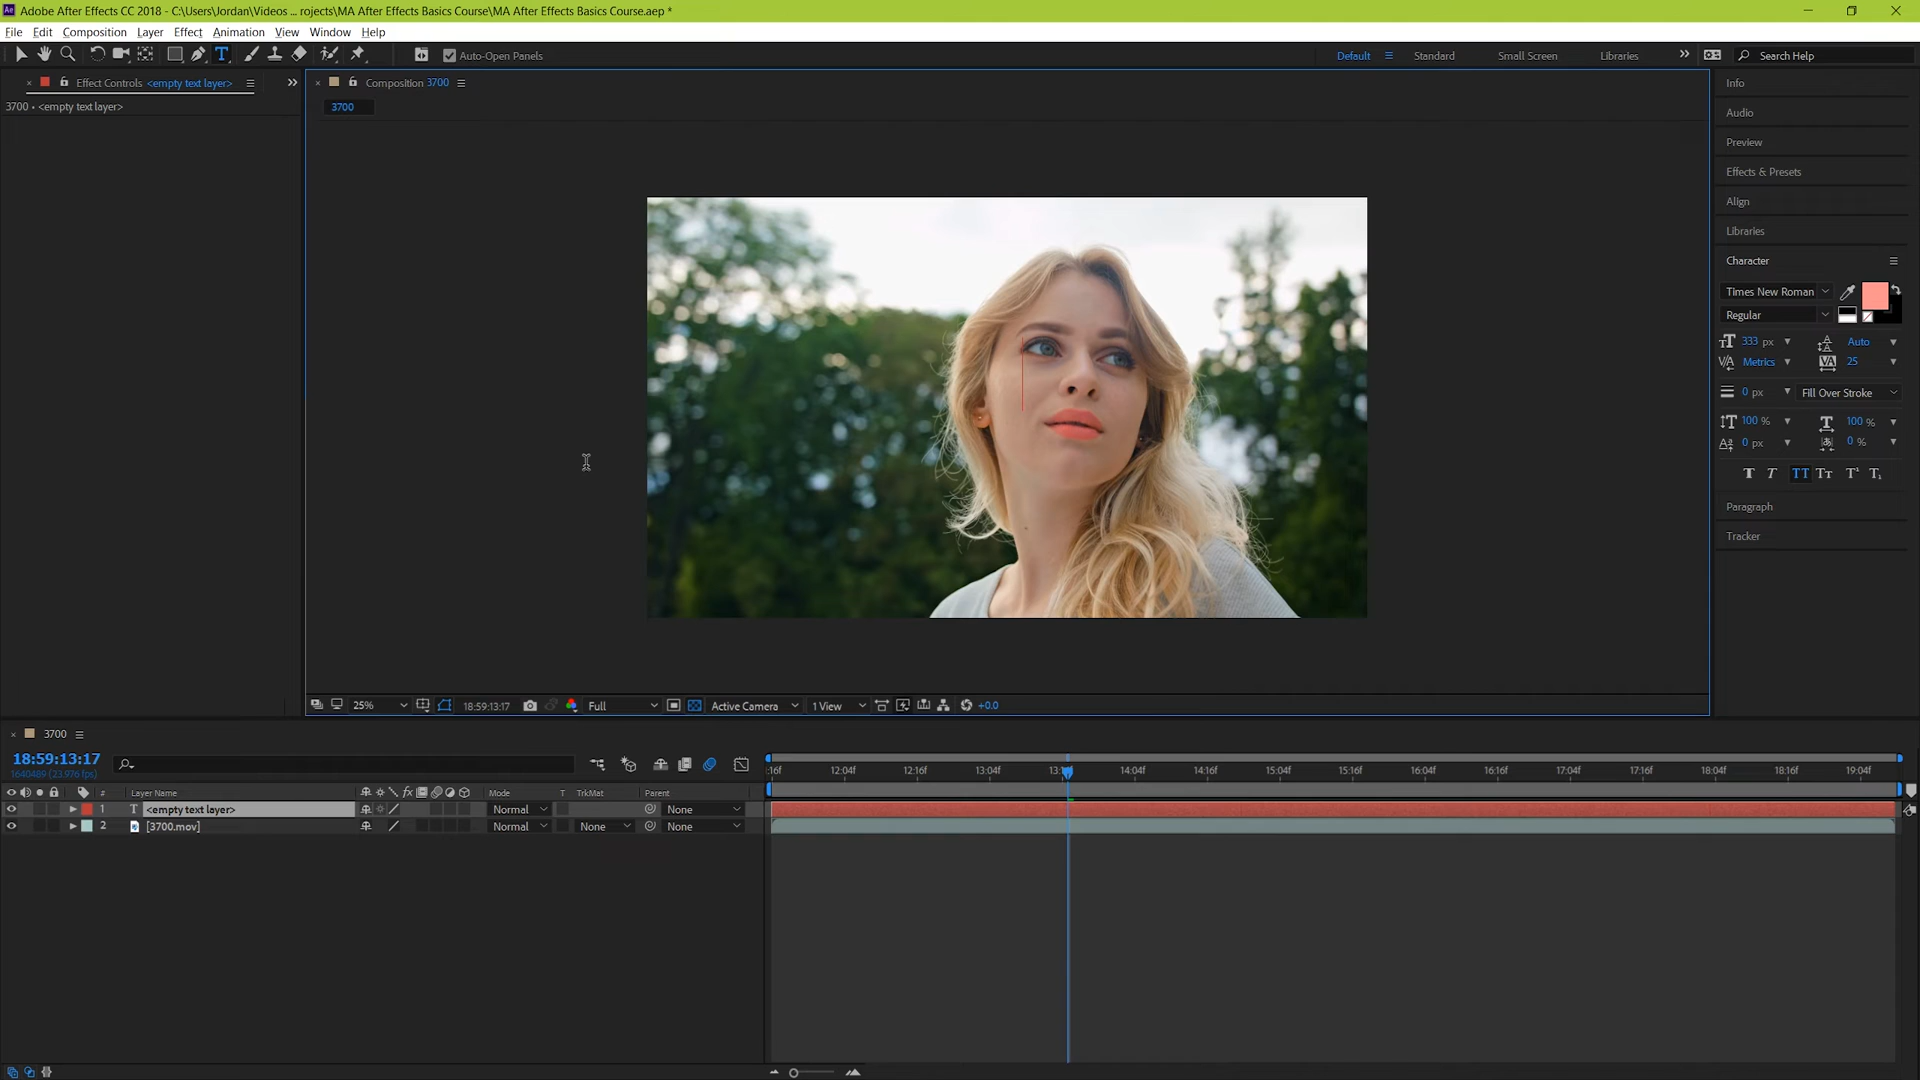 Adobe After Effects CC 2018 - C:\Users\Jordan\Videos ... rojects\MA After Effects Basics Course\MA After Effects Basics Course.aep *
File Edit Composition Layer Effect Animation View Window Help
Auto-Open Panels
Default
Standard
Small Screen
Libraries
Search Help
Effect Controls <empty text layer>
3700 • <empty text layer>
Composition 3700
3700
Info
Audio
Preview
Effects & Presets
Align
Libraries
Character
Times New Roman
Regular
333 px
Auto
Metrics
25
0 px
Fill Over Stroke
100 %
100 %
0 px
0 %
Paragraph
Tracker
25%
18:59:13:17
Full
Active Camera
1 View
+0.0
3700
18:59:13:17
1640489 (23.976 fps)
:16f 12:04f 12:16f 13:04f 14:04f 14:16f 15:04f 15:16f 16:04f 16:16f 17:04f 17:16f 18:04f 18:16f 19:04f
# Layer Name Mode T TrkMat Parent
1 T <empty text layer> Normal None
2 [3700.mov] Normal None None